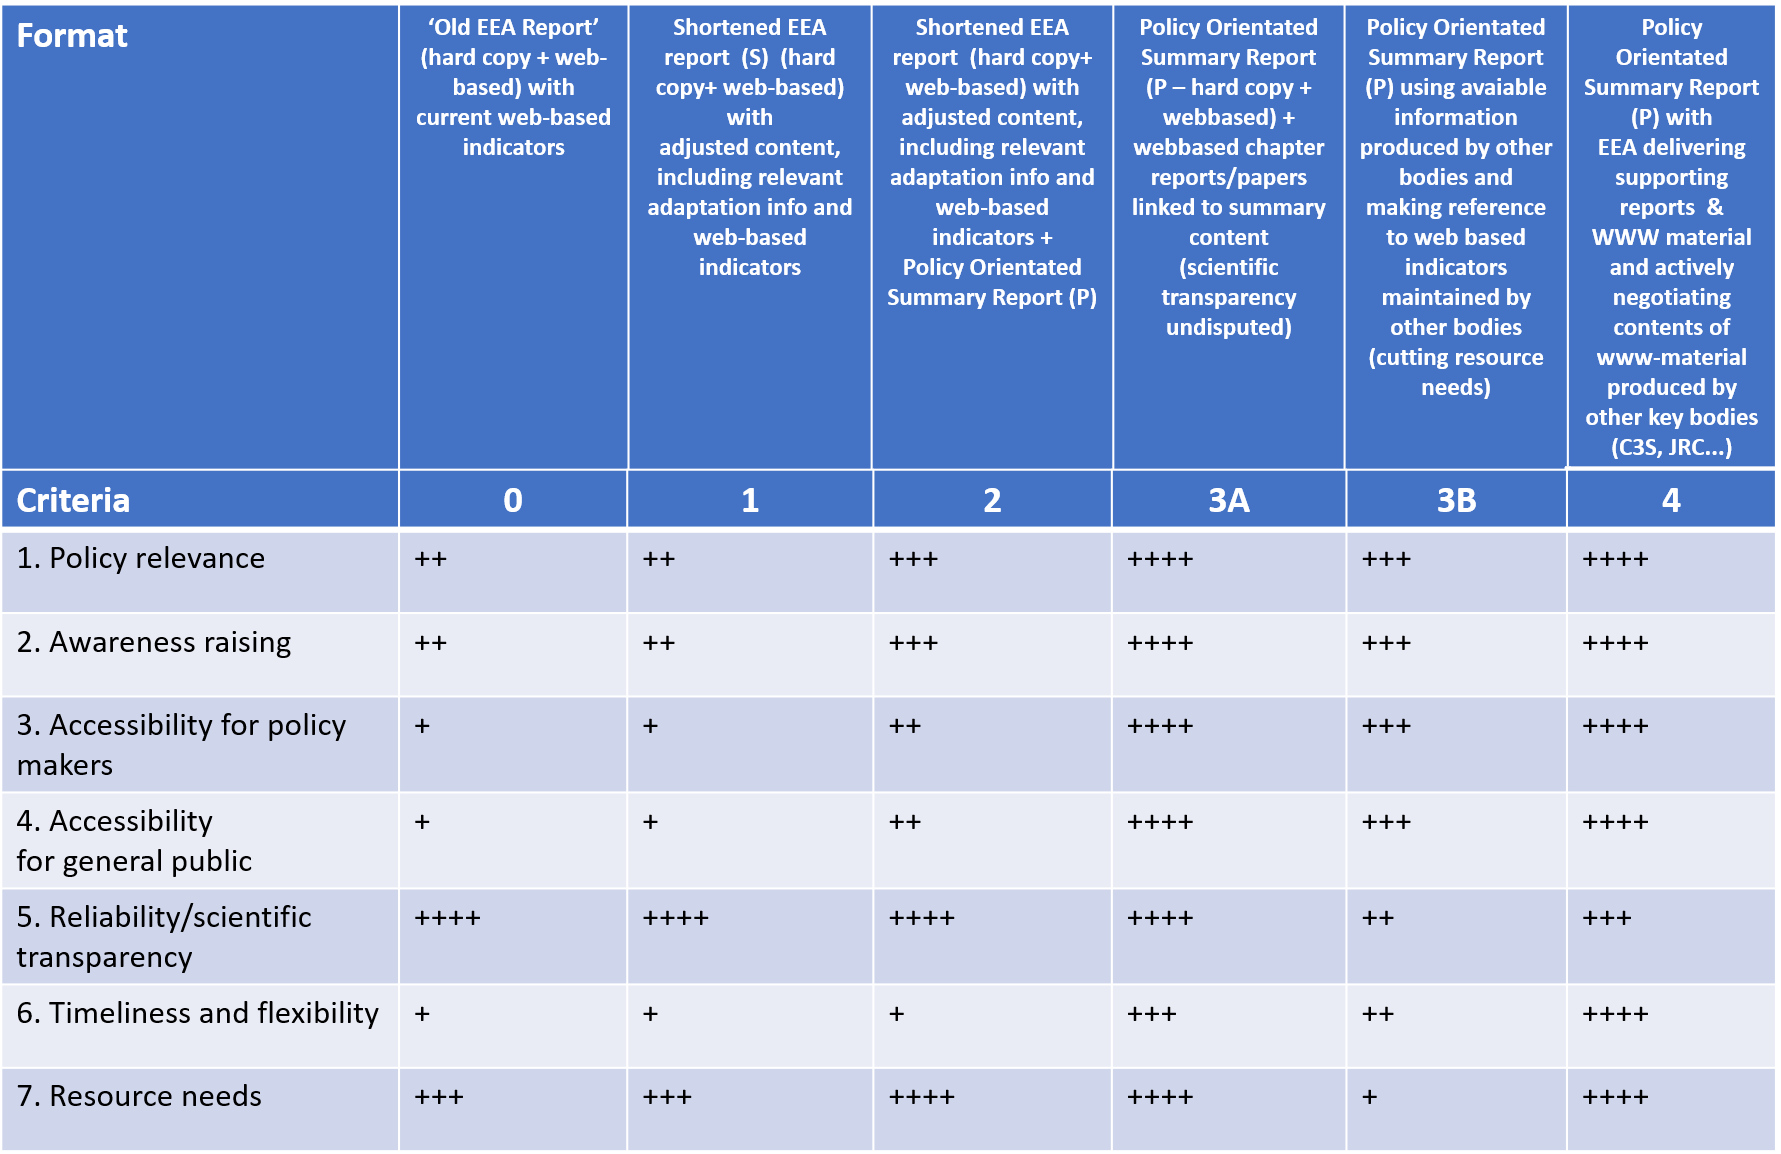 Format
‘Old EEA Report’
(hard copy + web-
based) with
current web-based
indicators
Shortened EEA
report  (S)  (hard
copy+ web-based)
with
adjusted content,
including relevant
adaptation info and
web-based
indicators
Shortened EEA
report  (hard copy+
web-based) with
adjusted content,
including relevant
adaptation info and
web-based
indicators +
Policy Orientated
Summary Report (P)
Policy Orientated
Summary Report
(P – hard copy +
webbased) +
webbased chapter
reports/papers
linked to summary
content
(scientific
transparency
undisputed)
Policy Orientated
Summary Report
(P) using avaiable
information
produced by other
bodies and
making reference
to web based
indicators
maintained by
other bodies
(cutting resource
needs)
Policy
Orientated
Summary Report
(P) with
EEA delivering
supporting
reports  &
WWW material
and actively
negotiating
contents of
www-material
produced by
other key bodies
(C3S, JRC...)
Criteria 0 1 2 3A 3B 4
1. Policy relevance ++ ++ +++ ++++ +++ ++++
2. Awareness raising ++ ++ +++ ++++ +++ ++++
3. Accessibility for policy + + ++ ++++ +++ ++++
makers
4. Accessibility + + ++ ++++ +++ ++++
for general public
5. Reliability/scientific ++++ ++++ ++++ ++++ ++ +++
transparency
6. Timeliness and flexibility + + + +++ ++ ++++
7. Resource needs +++ +++ ++++ ++++ + ++++